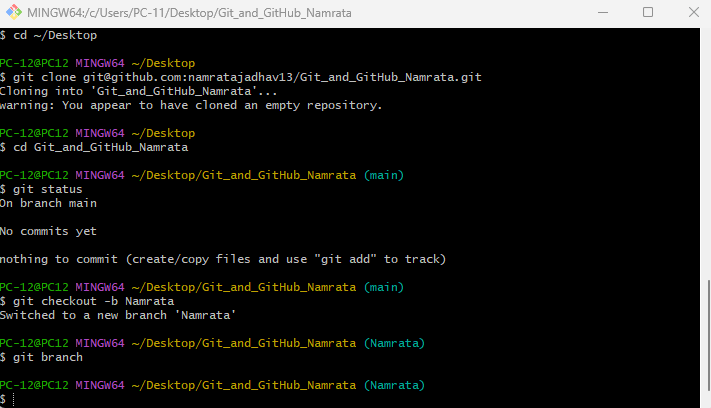 MINGW64:/c/Users/PC-11/Desktop/Git_and_GitHub_Namrata
$ cd ~/Desktop
PC-12@PC12 MINGW64 ~/Desktop
$ git clone git@github.com:namratajadhav13/Git_and_GitHub_Namrata.git
Cloning into 'Git_and_GitHub_Namrata'...
warning: You appear to have cloned an empty repository.
PC-12@PC12 MINGW64 ~/Desktop
$ cd Git_and_GitHub_Namrata
PC-12@PC12 MINGW64 ~/Desktop/Git_and_GitHub_Namrata (main)
$ git status
On branch main
No commits yet
nothing to commit (create/copy files and use "git add" to track)
PC-12@PC12 MINGW64 ~/Desktop/Git_and_GitHub_Namrata (main)
$ git checkout -b Namrata
Switched to a new branch 'Namrata'
PC-12@PC12 MINGW64 ~/Desktop/Git_and_GitHub_Namrata (Namrata)
$ git branch
PC-12@PC12 MINGW64 ~/Desktop/Git_and_GitHub_Namrata (Namrata)
$